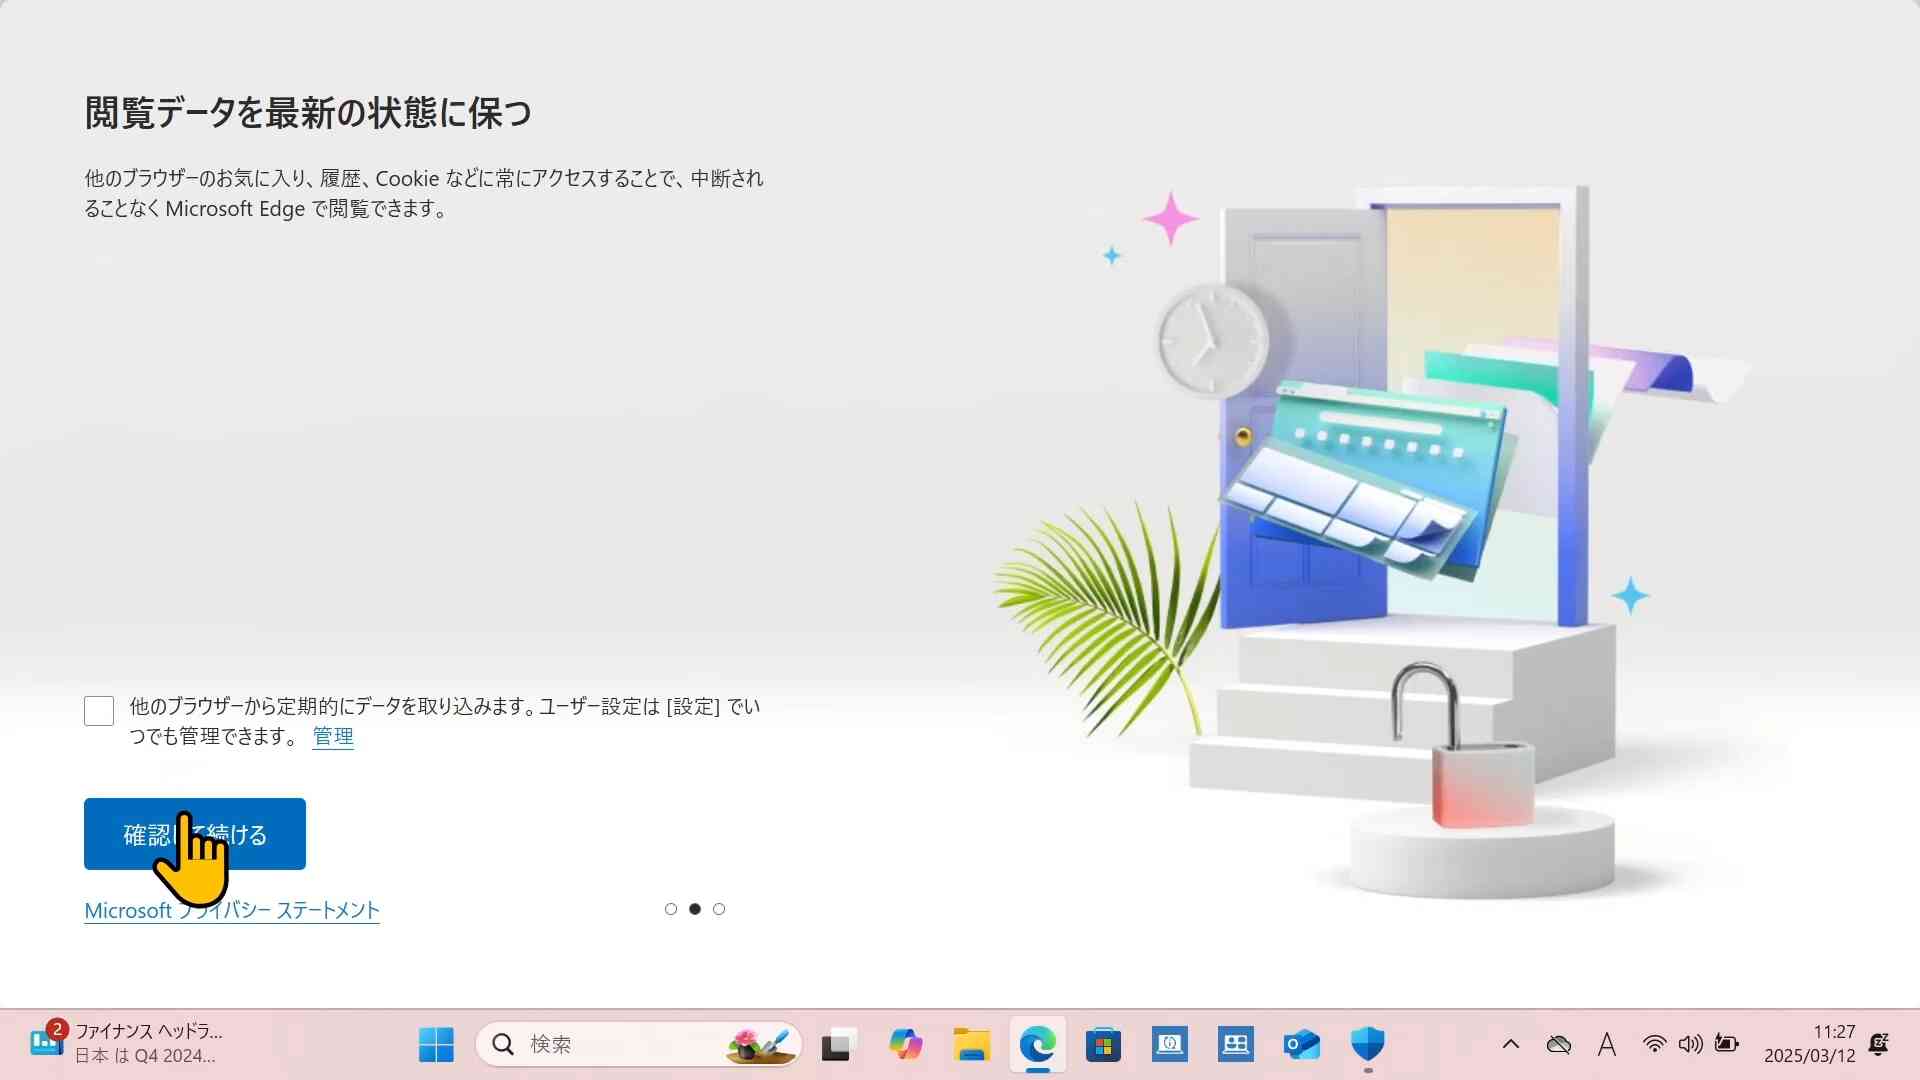 閲覧データを最新の状態に保つ
他のブラウザーのお気に入り、履歴、Cookie などに常にアクセスすることで、中断され
ることなく Microsoft Edge で閲覧できます。
他のブラウザーから定期的にデータを取り込みます。ユーザー設定は [設定] でい
つでも管理できます。 管理
確認して続ける
Microsoft プライバシー ステートメント
2
ファイナンス ヘッドラ...
日本 は Q4 2024...
検索
A
11:27
2025/03/12